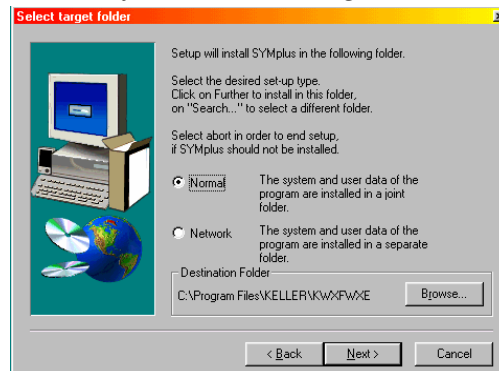 Select target folder
Setup will install SYMplus in the following folder.
Select the desired set-up type.
Click on Further to install in this folder,
on "Search..." to select a different folder.
Select abort in order to end setup,
if SYMplus should not be installed.
Normal
The system and user data of the
program are installed in a joint
folder.
Network
The system and user data of the
program are installed in a separate
folder.
Destination Folder
C:\Program Files\KELLER\KWXFWXE
Browse...
< Back
Next >
Cancel